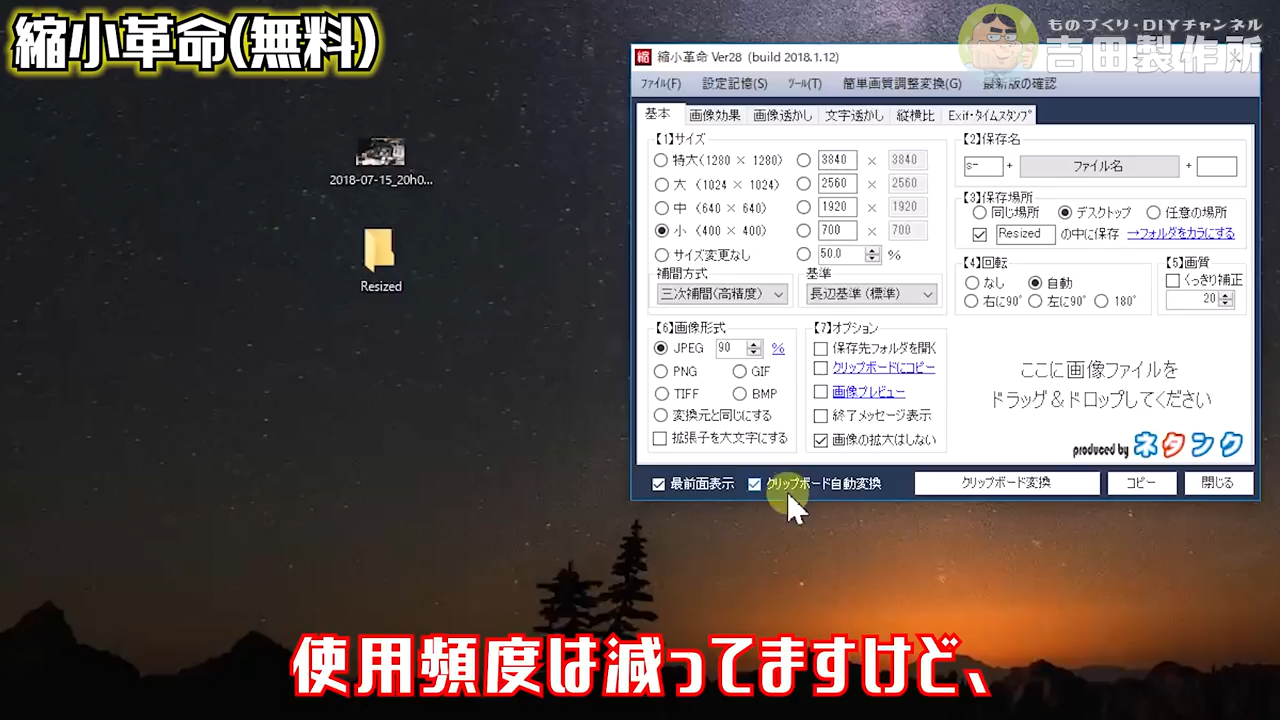 縮小革命(無料)
ものづくり・DIYチャンネル
吉田製作所
2018-07-15_20h0...
Resized
縮 縮小革命 Ver28 (build 2018.1.12)
ファイル(F) 設定記憶(S) ツール(T) 簡単画質調整変換(G) 最新版の確認
基本 画像効果 画像透かし 文字透かし 縦横比 Exif・タイムスタンプ
【1】サイズ
特大(1280 × 1280) 3840 × 3840
大 (1024 × 1024) 2560 × 2560
中 (640 × 640) 1920 × 1920
小 (400 × 400) 700 × 700
サイズ変更なし 50.0 %
補間方式 基準
三次補間(高精度) 長辺基準(標準)
【2】保存名
s- + ファイル名 +
【3】保存場所
同じ場所 デスクトップ 任意の場所
Resized の中に保存 →フォルダをカラにする
【4】回転
なし 自動
右に90° 左に90° 180°
【5】画質
くっきり補正
20
【6】画像形式
JPEG 90 %
PNG GIF
TIFF BMP
変換元と同じにする
拡張子を大文字にする
【7】オプション
保存先フォルダを開く
クリップボードにコピー
画像プレビュー
終了メッセージ表示
画像の拡大はしない
ここに画像ファイルを
ドラッグ&ドロップしてください
produced by ネタンク
最前面表示 クリップボード自動変換 クリップボード変換 コピー 閉じる
使用頻度は減ってますけど、